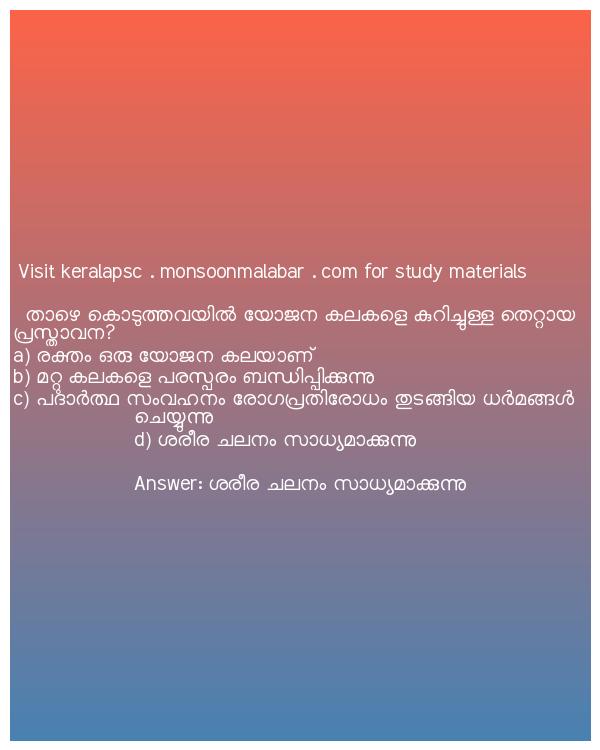 Visit keralapsc . monsoonmalabar . com for study materials
താഴെ കൊടുത്തവയിൽ യോജന കലകളെ കുറിച്ചുള്ള തെറ്റായ
പ്രസ്താവന?
a) രക്തം ഒരു യോജന കലയാണ്
b) മറ്റു കലകളെ പരസ്പരം ബന്ധിപ്പിക്കുന്നു
c) പദാർത്ഥ സംവഹനം രോഗപ്രതിരോധം തുടങ്ങിയ ധർമങ്ങൾ
ചെയ്യുന്നു
d) ശരീര ചലനം സാധ്യമാക്കുന്നു
Answer: ശരീര ചലനം സാധ്യമാക്കുന്നു